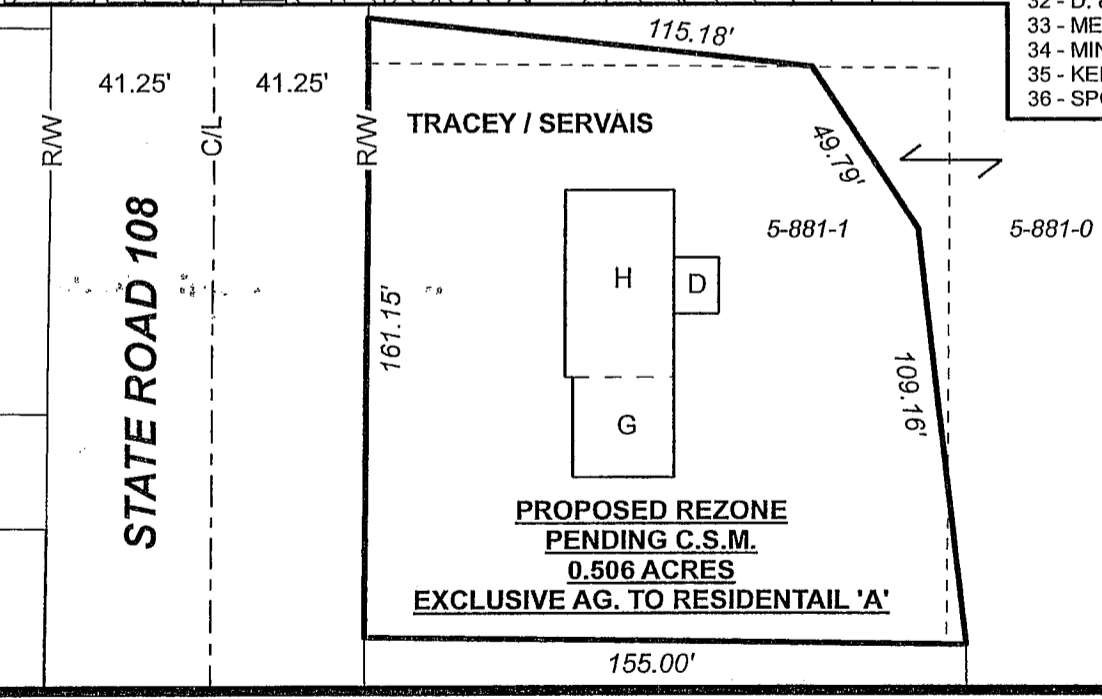 115.18'
41.25'
41.25'
R/W
C/L
R/W
TRACEY / SERVAIS
49.79'
5-881-1
5-881-0
STATE ROAD 108
161.15'
H
D
G
109.16'
PROPOSED REZONE
PENDING C.S.M.
0.506 ACRES
EXCLUSIVE AG. TO RESIDENTAIL 'A'
155.00'
33 - ME
34 - MIN
35 - KE
36 - SP